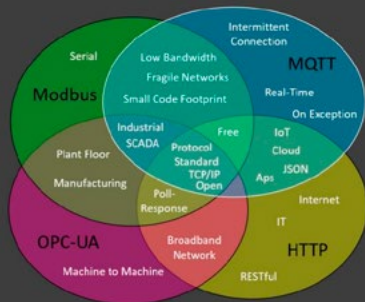 Intermittent
Connection
Serial
Low Bandwidth
MQTT
Fragile Networks
Modbus
Real-Time
Small Code Footprint
On Exception
Industrial
SCADA
Free
IoT
Protocol
Standard
TCP/IP
Open
Cloud
JSON
Aps
Plant Floor
Manufacturing
Poll-
Response
Internet
IT
OPC-UA
Broadband
Network
HTTP
Machine to Machine
RESTful